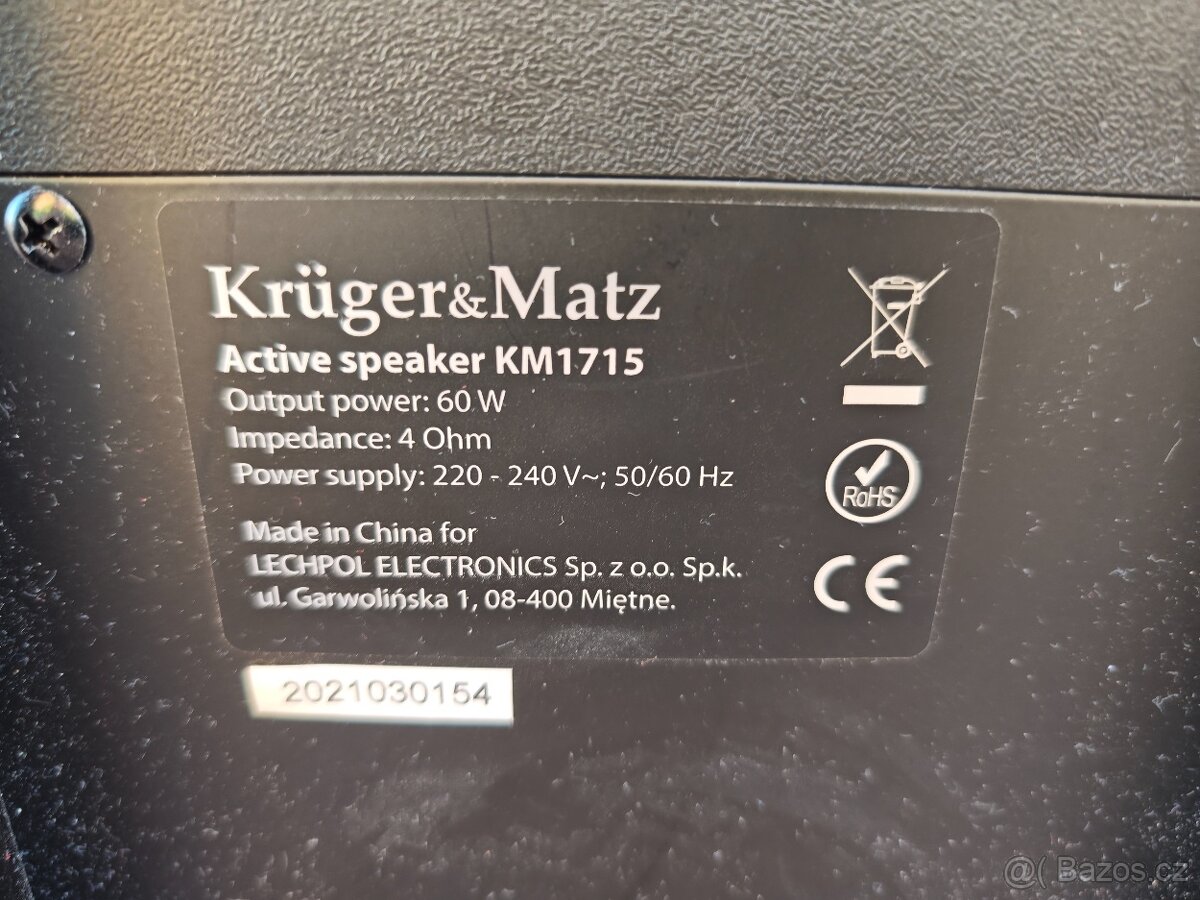 Krüger&Matz
Active speaker KM1715
Output power: 60 W
Impedance: 4 Ohm
Power supply: 220 - 240 V~; 50/60 Hz
Made in China for
LECHPOL ELECTRONICS Sp. z o.o. Sp.k.
ul. Garwolińska 1, 08-400 Miętne.
RoHS
CE
2021030154
@( Bazos.cz